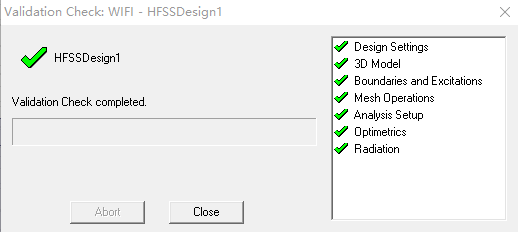 Validation Check: WIFI - HFSSDesign1
HFSSDesign1
Validation Check completed.
Abort
Close
Design Settings
3D Model
Boundaries and Excitations
Mesh Operations
Analysis Setup
Optimetrics
Radiation